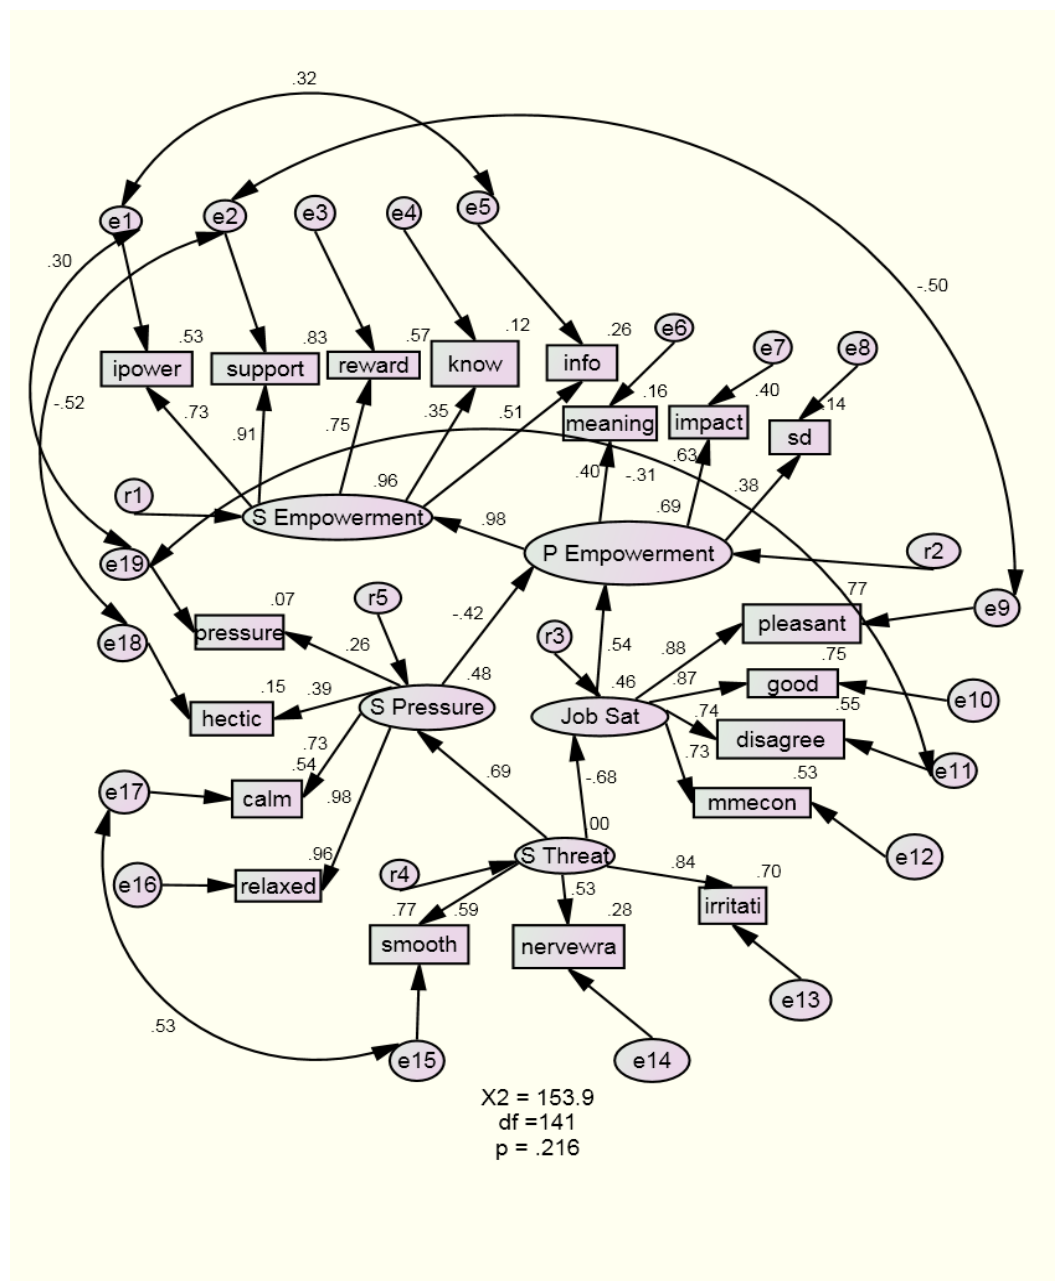 .32
e1
e2
e3
e4
e5
.30
-.50
.53
.83
.57
.12
.26
e6
e7
e8
ipower
support
reward
know
info
.16
.40
.14
meaning
impact
sd
-.52
.73
.91
.75
.35
.51
.40
-.31
.63
.38
r1
.96
S Empowerment
.98
.69
P Empowerment
r2
e19
.07
r5
-.42
.77
e9
e18
pressure
.26
r3
.54
pleasant
.15
.39
.48
.88
.75
hectic
S Pressure
.46
.87
good
.55
e10
Job Sat
.74
disagree
.73
.54
.73
e17
calm
.98
.69
-.68
.53
e11
mmecon
.00
e12
e16
.96
relaxed
r4
S Threat
.84
.70
.77
.59
.53
.28
irritati
smooth
nervewra
e13
.53
e15
e14
X2 = 153.9
df =141
p = .216